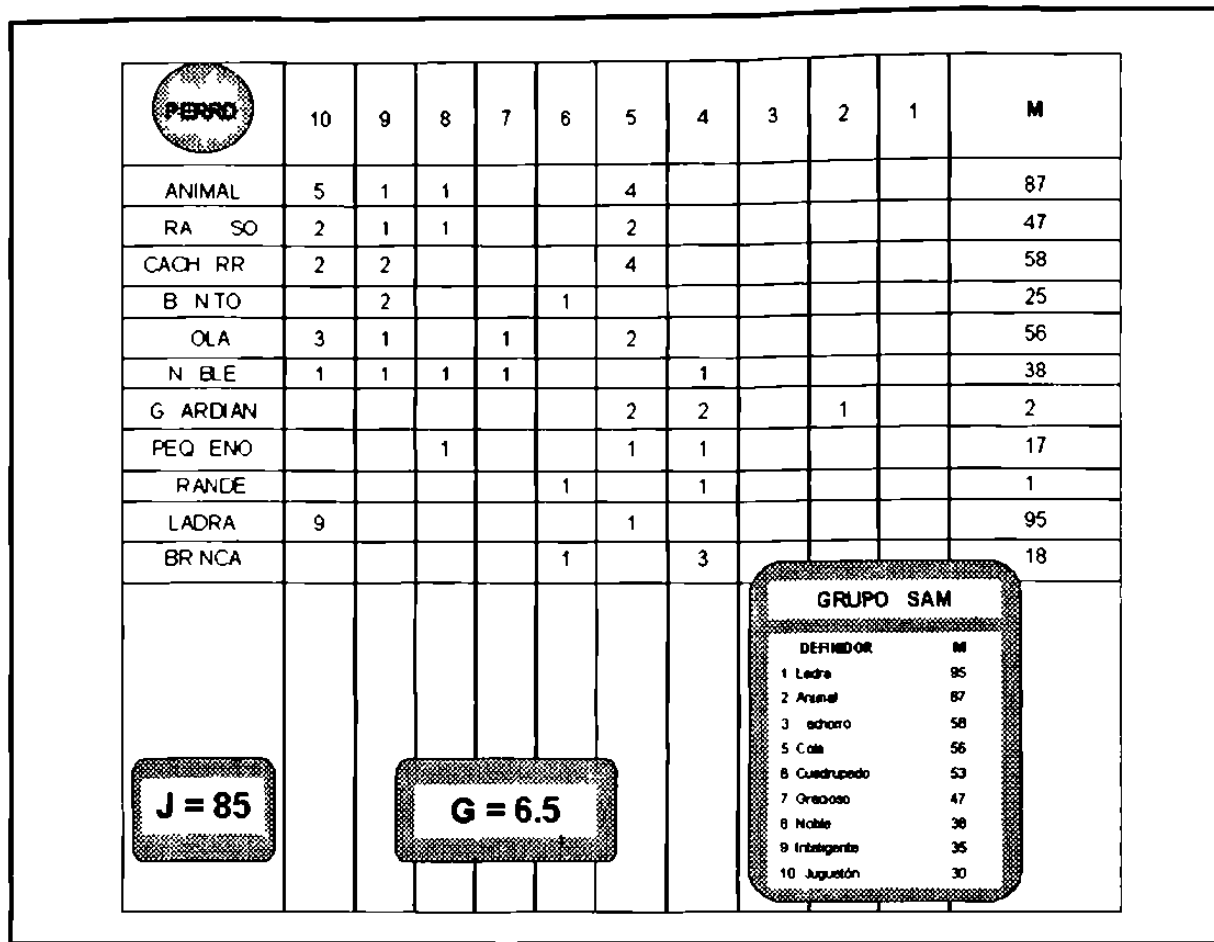 PERRO 10 9 8 7 6 5 4 3 2 1 M
ANIMAL 5 1 1 4 87
RA SO 2 1 1 2 47
CACH RR 2 2 4 58
B NTO 2 1 25
OLA 3 1 1 2 56
N BLE 1 1 1 1 1 38
G ARDIAN 2 2 1 2
PEQ ENO 1 1 1 17
RANDE 1 1 1
LADRA 9 1 95
BR NCA 1 3 18
GRUPO SAM
DEFINIDOR M
1 Ladra 95
2 Animal 87
3 achorro 58
5 Cola 56
6 Cuadrupedo 53
7 Gracioso 47
8 Noble 38
9 Inteligente 35
10 Juguetón 30
J = 85
G = 6.5